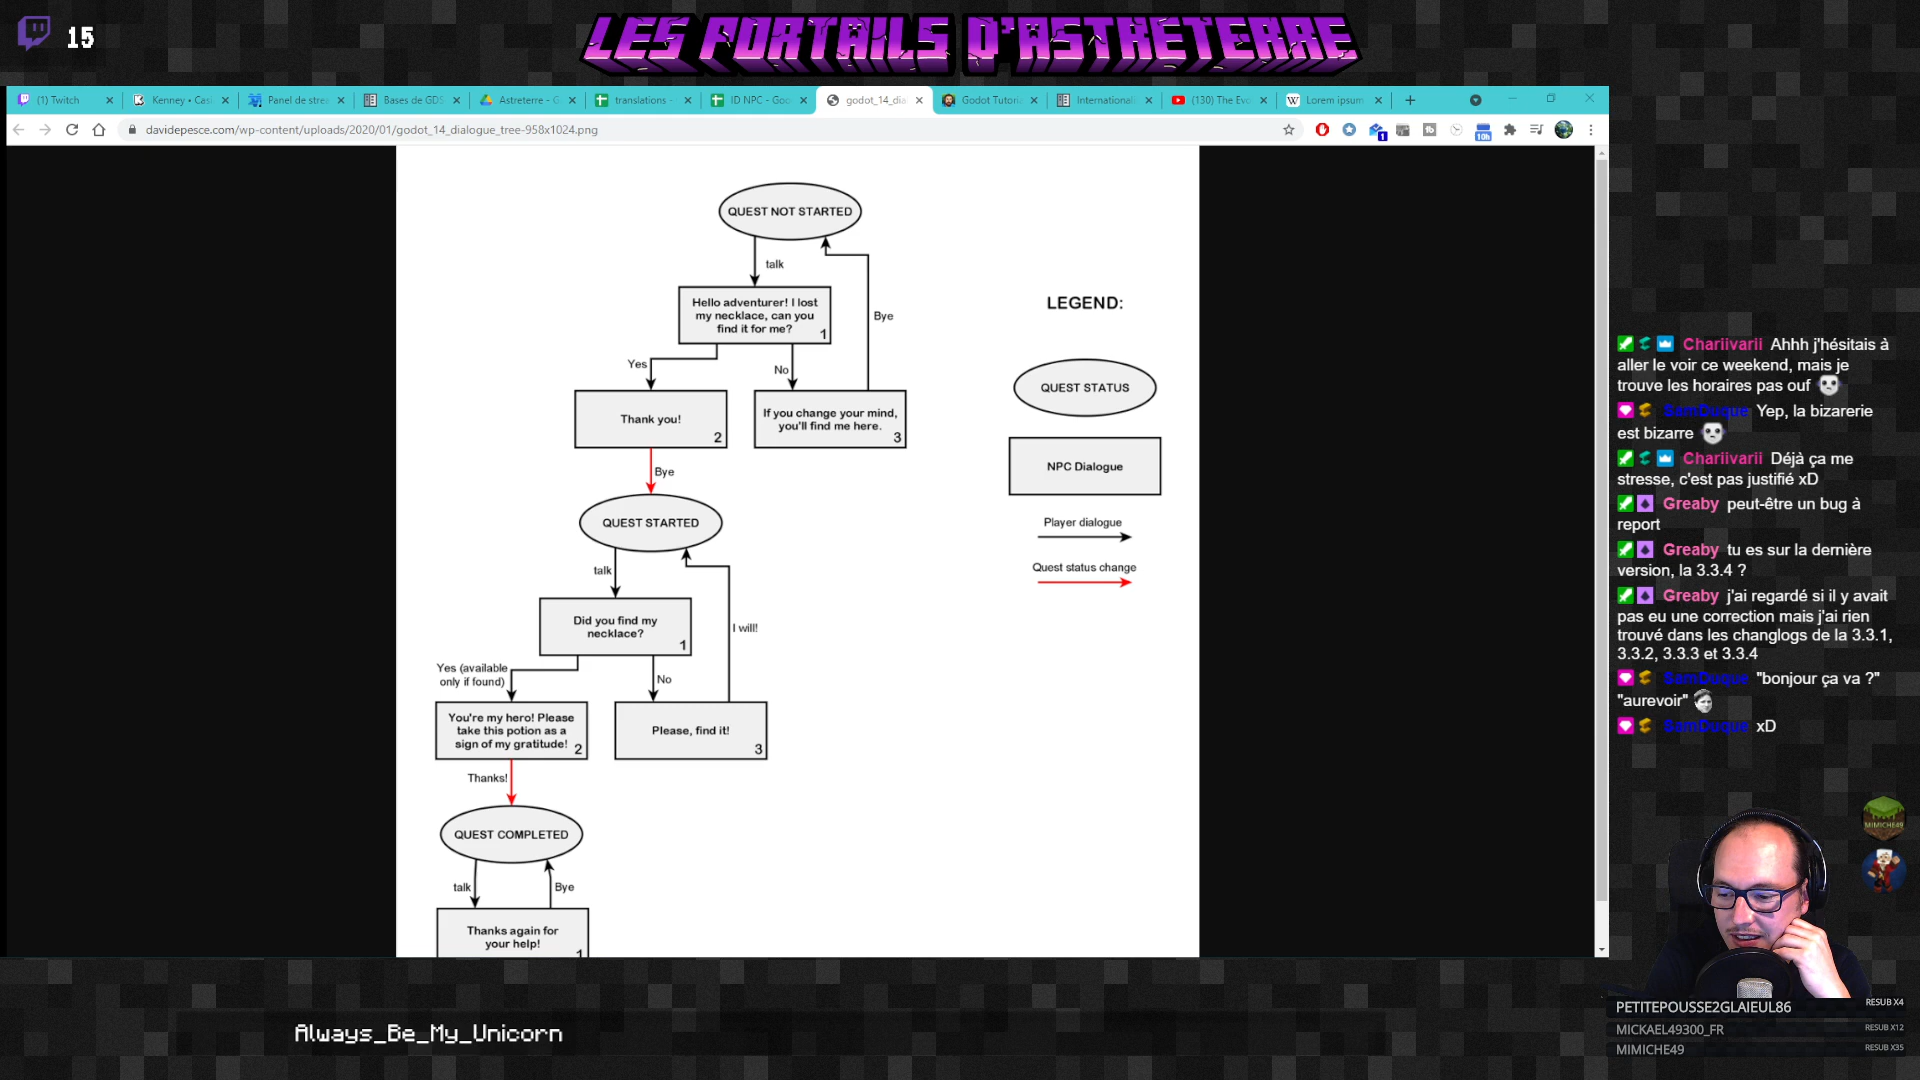 15
LES PORTAILS D'ASTRÉTERRE
(1) Twitch
Kenney • Cas
Panel de strea
Bases de GDS
Astreterre - G
translations -
ID NPC - Goo
godot_14_dia
Godot Tutori
International
(130) The Evo
Lorem ipsum
davidepesce.com/wp-content/uploads/2020/01/godot_14_dialogue_tree-958x1024.png
1
10h
QUEST NOT STARTED
talk
Hello adventurer! I lost
my necklace, can you
find it for me?
1
Bye
Yes
No
Thank you!
2
If you change your mind,
you'll find me here.
3
Bye
QUEST STARTED
talk
Did you find my
necklace?
1
I will!
Yes (available
only if found)
No
You're my hero! Please
take this potion as a
sign of my gratitude!
2
Please, find it!
3
Thanks!
QUEST COMPLETED
talk
Bye
Thanks again for
your help!
1
LEGEND:
QUEST STATUS
NPC Dialogue
Player dialogue
Quest status change
Chariivarii Ahhh j'hésitais à
aller le voir ce weekend, mais je
trouve les horaires pas ouf
SamDuque Yep, la bizarerie
est bizarre
Chariivarii Déjà ça me
stresse, c'est pas justifié xD
Greaby peut-être un bug à
report
Greaby tu es sur la dernière
version, la 3.3.4 ?
Greaby j'ai regardé si il y avait
pas eu une correction mais j'ai rien
trouvé dans les changlogs de la 3.3.1,
3.3.2, 3.3.3 et 3.3.4
SamDuque "bonjour ça va ?"
"aurevoir"
SamDuque xD
MIMICHE49
PETITEPOUSSE2GLAIEUL86 RESUB X4
MICKAEL49300_FR RESUB X12
MIMICHE49 RESUB X35
Always_Be_My_Unicorn